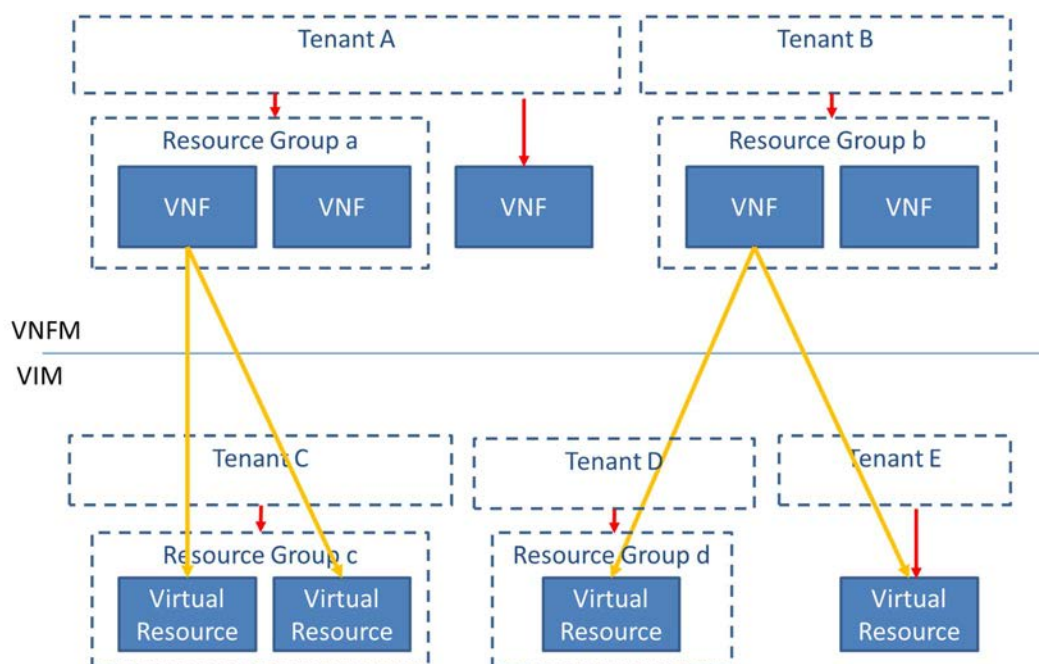 Tenant A
Tenant B
Resource Group a
Resource Group b
VNF
VNF
VNF
VNF
VNF
VNFM
VIM
Tenant C
Tenant D
Tenant E
Resource Group c
Resource Group d
Virtual
Resource
Virtual
Resource
Virtual
Resource
Virtual
Resource